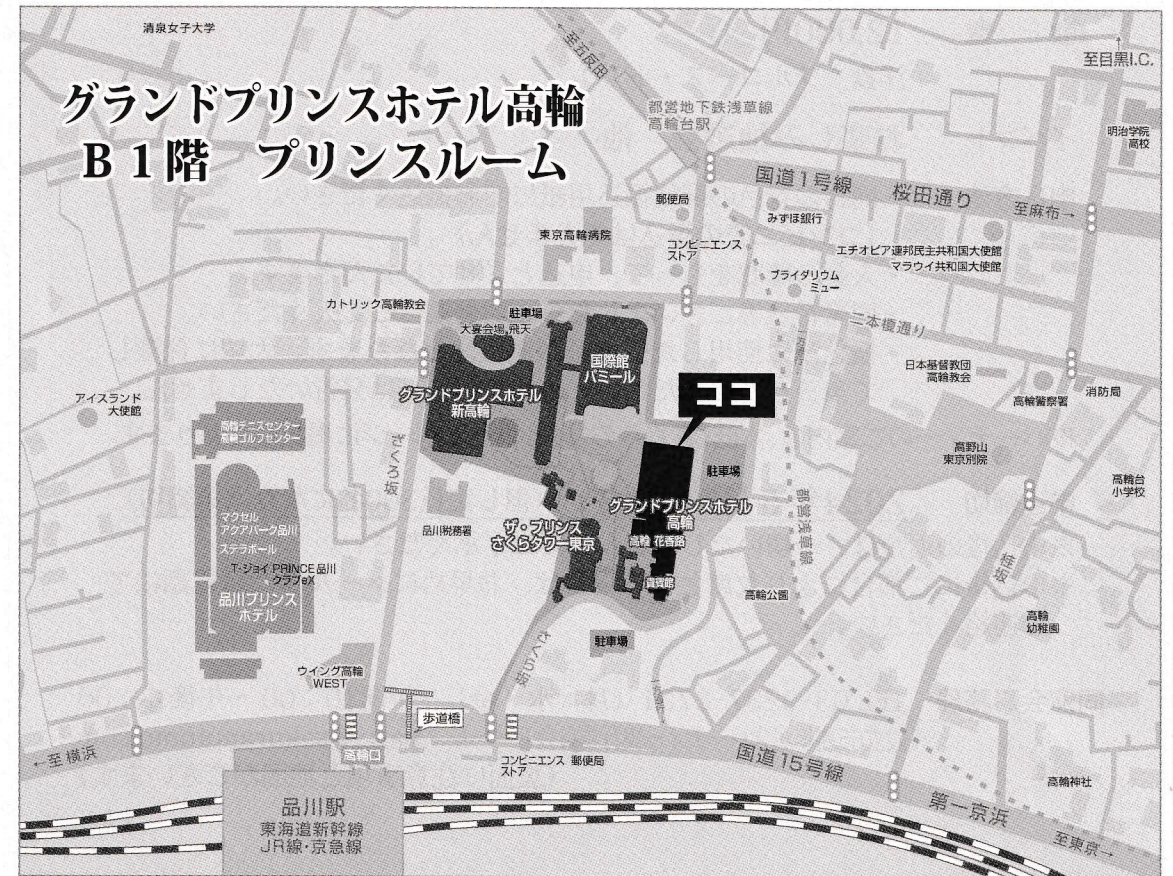 清泉女子大学
←至五反田
至目黒I.C.
グランドプリンスホテル高輪
B1階　プリンスルーム
都営地下鉄浅草線
高輪台駅
明治学院
高校
国道1号線　桜田通り
至麻布→
郵便局
みずほ銀行
東京高輪病院
コンビニエンス
ストア
エチオピア連邦民主共和国大使館
マラウイ共和国大使館
ブライダリウム
ミュー
カトリック高輪教会
駐車場
大宴会場 飛天
二本榎通り
国際館
パミール
日本基督教団
高輪教会
消防局
高輪警察署
グランドプリンスホテル
新高輪
ココ
アイスランド
大使館
高輪テニスセンター
高輪ゴルフセンター
ざくろ坂
高野山
東京別院
駐車場
高輪台
小学校
グランドプリンスホテル
高輪
マクセル
アクアパーク品川
ステラボール
品川税務署
ザ・プリンス
さくらタワー東京
高輪 花香路
都営浅草線
T・ジョイ PRINCE品川
クラブeX
品川プリンス
ホテル
貴賓館
高輪公園
桂坂
高輪
幼稚園
駐車場
さくら坂
ウイング高輪
WEST
歩道橋
←至横浜
高輪口
コンビニエンス
ストア
郵便局
国道15号線
第一京浜
高輪神社
至東京→
品川駅
東海道新幹線
JR線・京急線